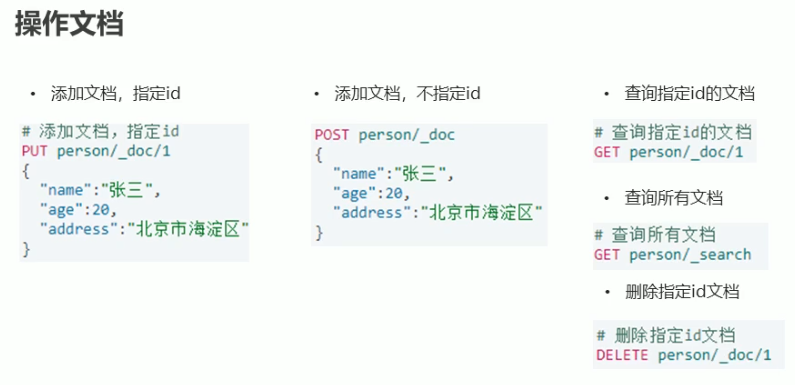 操作文档
• 添加文档，指定id
# 添加文档，指定id
PUT person/_doc/1
{
"name":"张三",
"age":20,
"address":"北京市海淀区"
}
• 添加文档，不指定id
POST person/_doc
{
"name":"张三",
"age":20,
"address":"北京市海淀区"
}
• 查询指定id的文档
# 查询指定id的文档
GET person/_doc/1
• 查询所有文档
# 查询所有文档
GET person/_search
• 删除指定id文档
# 删除指定id文档
DELETE person/_doc/1